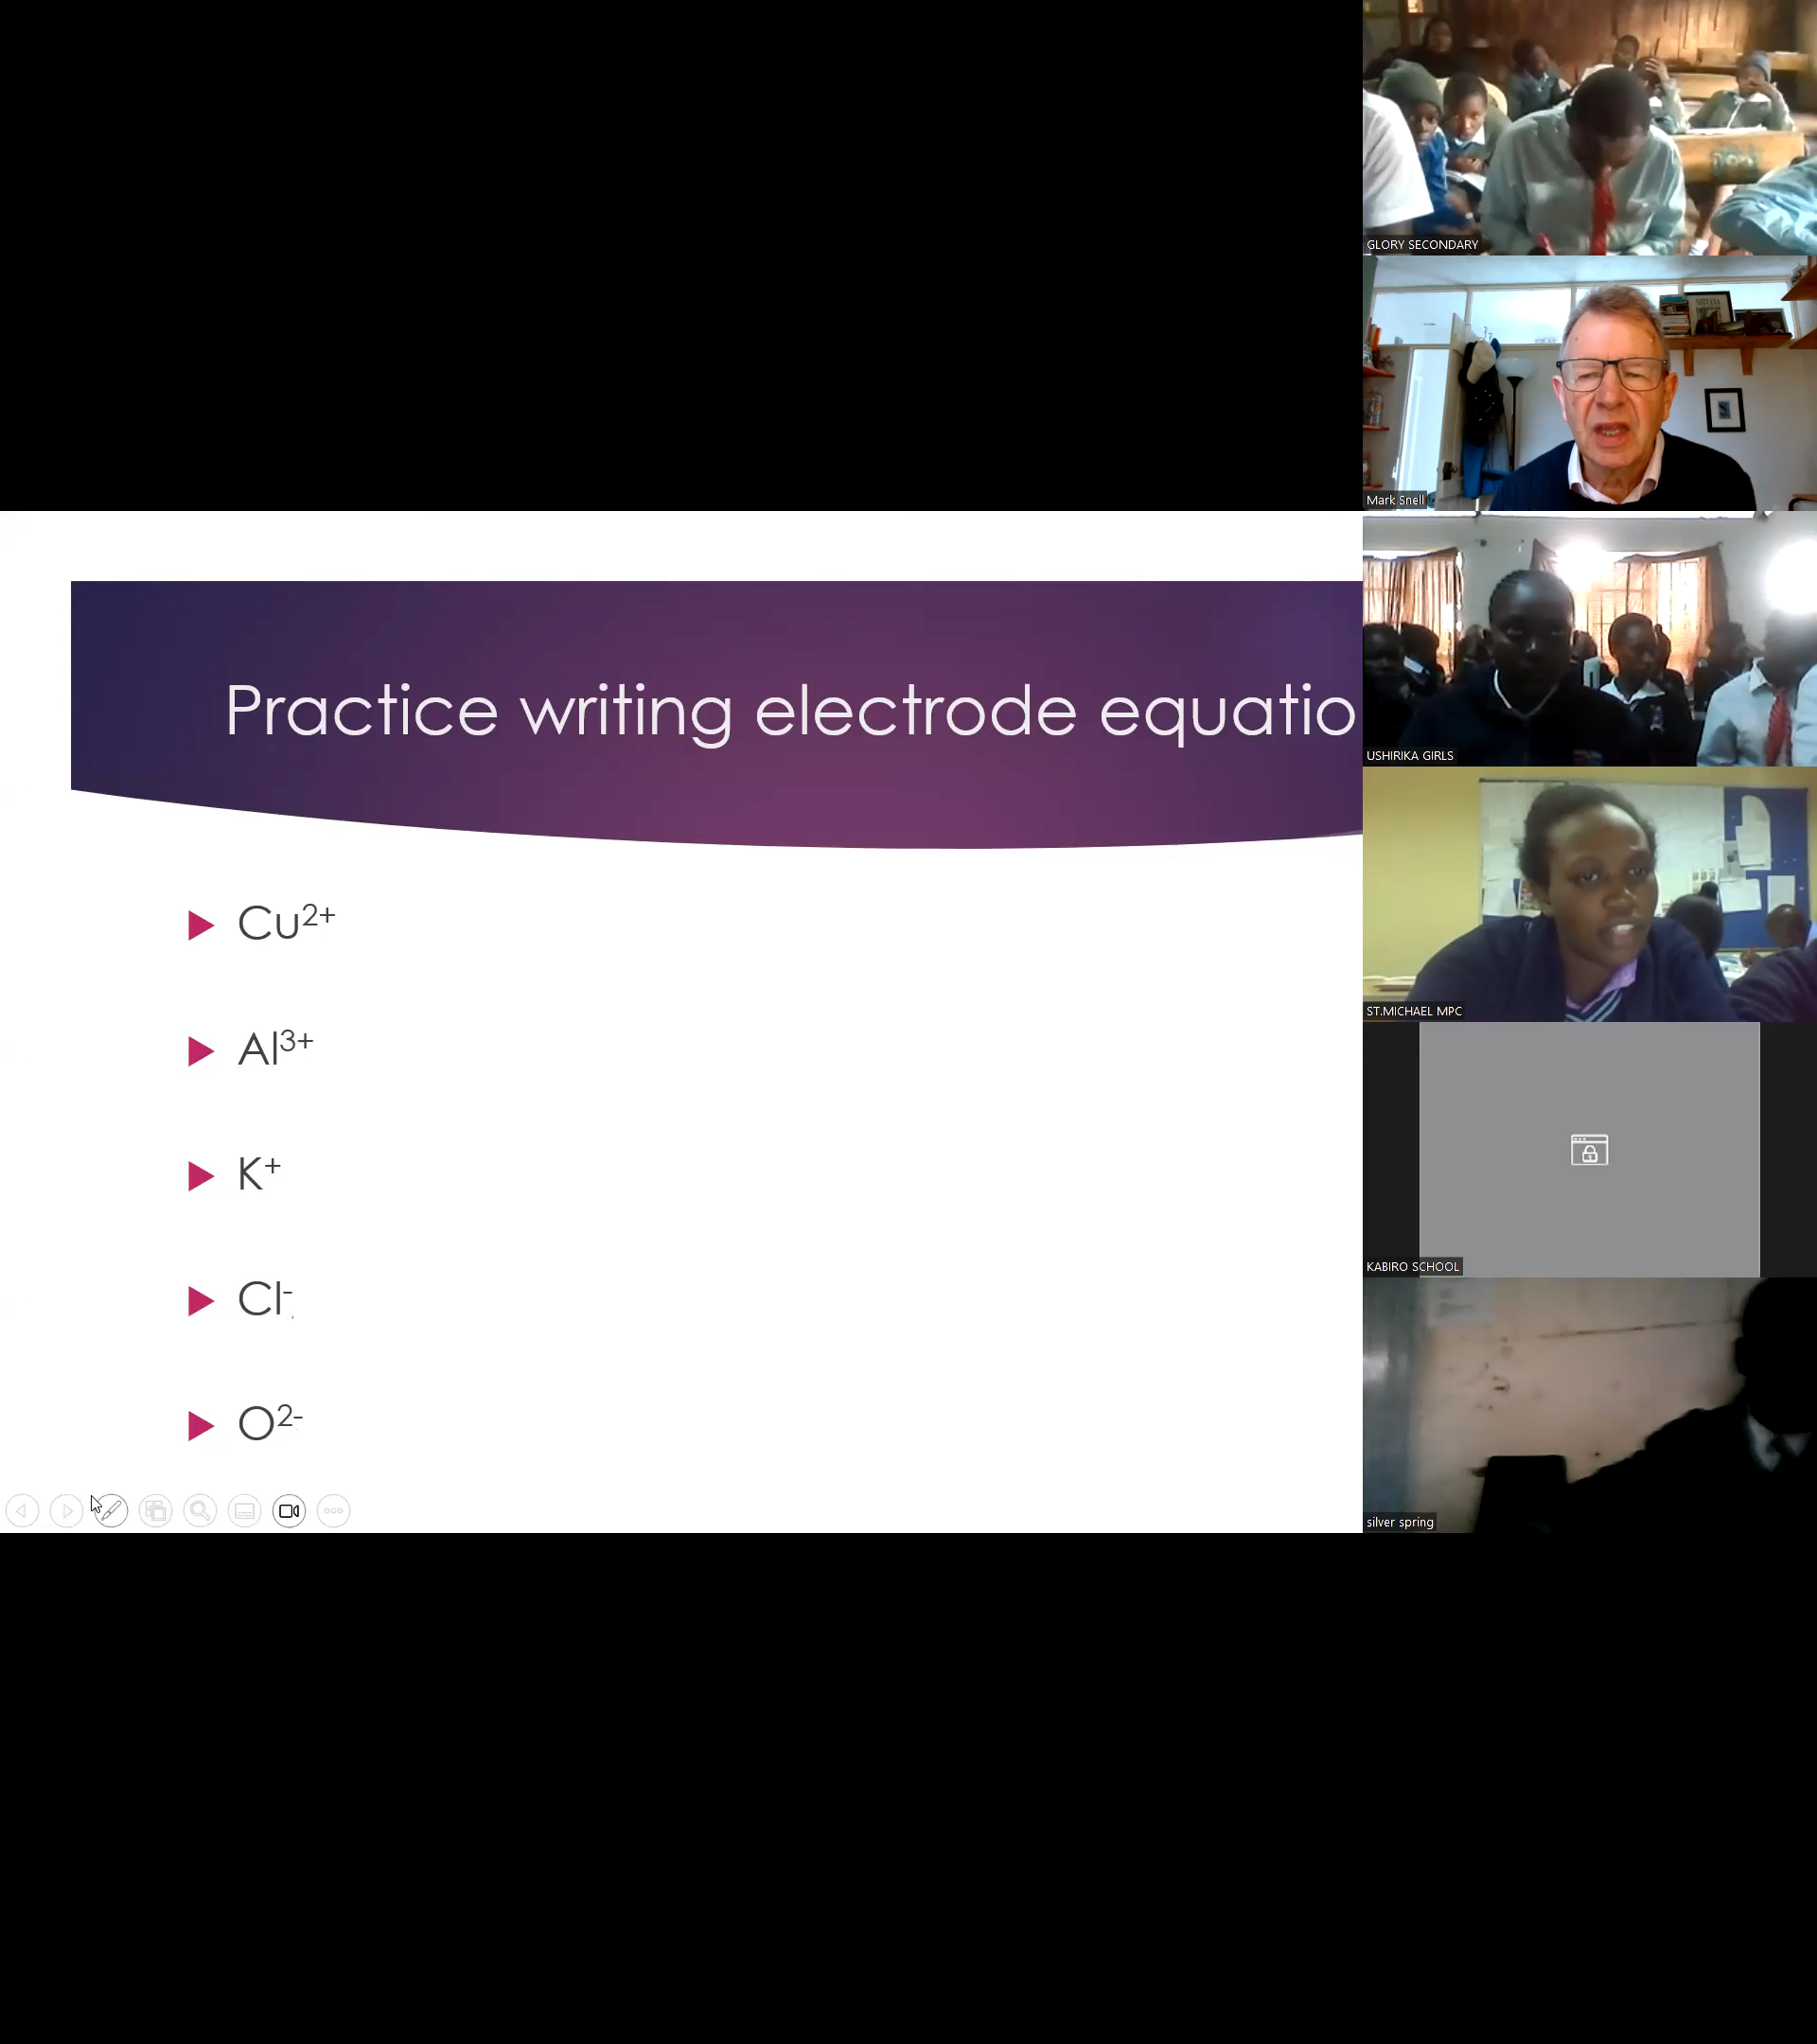 GLORY SECONDARY
Mark Snell
Practice writing electrode equatio
USHIRIKA GIRLS
Cu²⁺
Al³⁺
ST.MICHAEL MPC
K⁺
KABIRO SCHOOL
Cl⁻
O²⁻
silver spring